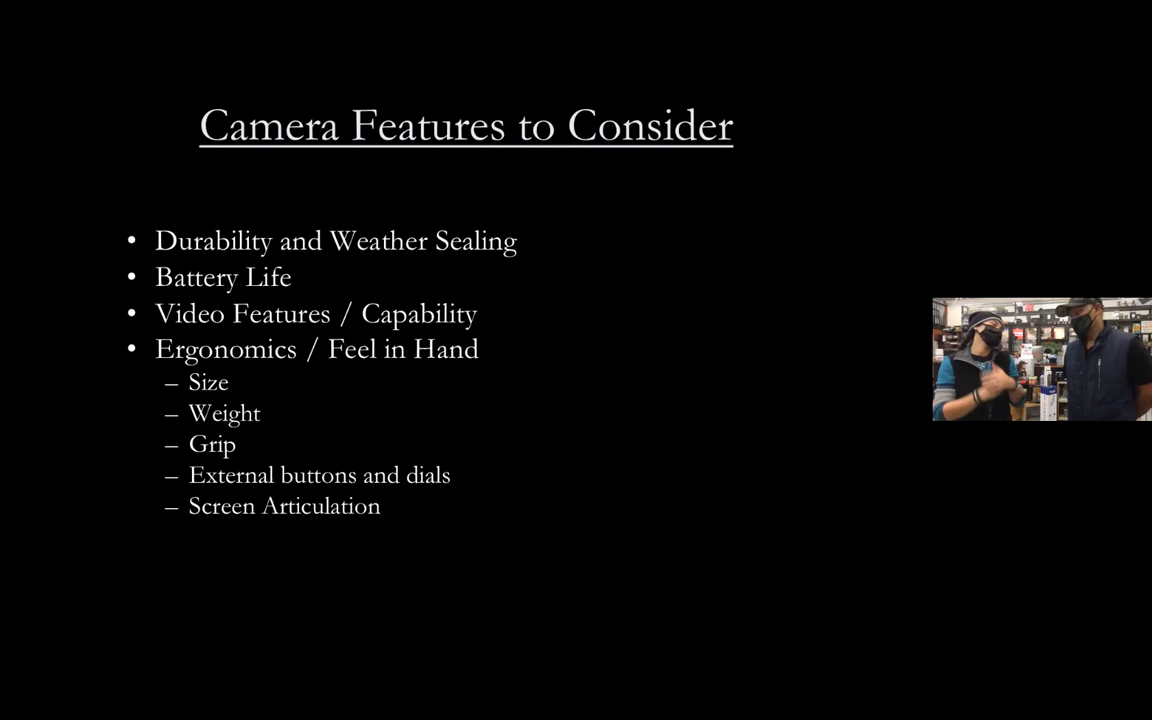 Camera Features to Consider
• Durability and Weather Sealing
• Battery Life
• Video Features / Capability
• Ergonomics / Feel in Hand
– Size
– Weight
– Grip
– External buttons and dials
– Screen Articulation